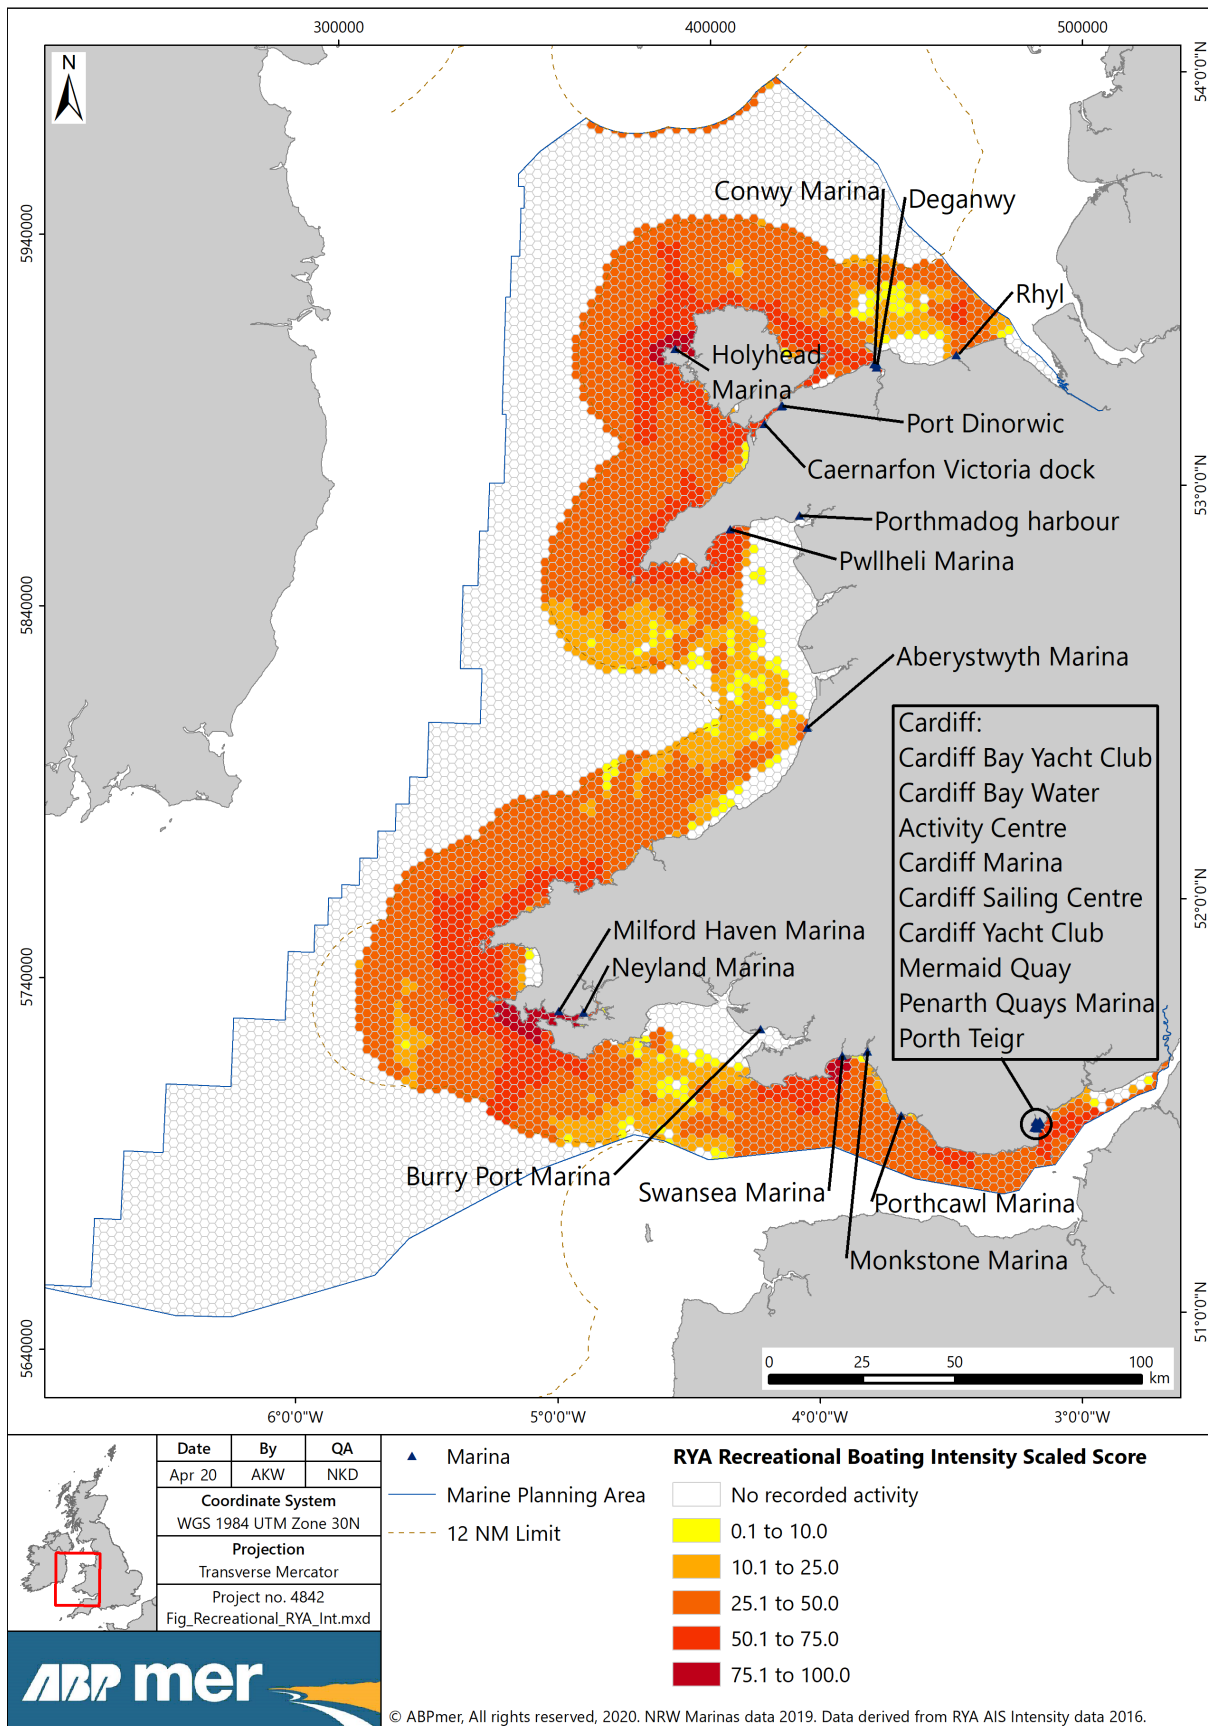 300000
400000
500000
N
54°0'0"N
5940000
Conwy Marina
Deganwy
Rhyl
Holyhead
Marina
Port Dinorwic
Caernarfon Victoria dock
53°0'0"N
Porthmadog harbour
Pwllheli Marina
5840000
Aberystwyth Marina
Cardiff:
Cardiff Bay Yacht Club
Cardiff Bay Water
Activity Centre
Cardiff Marina
Cardiff Sailing Centre
Cardiff Yacht Club
Mermaid Quay
Penarth Quays Marina
Porth Teigr
52°0'0"N
Milford Haven Marina
Neyland Marina
5740000
Burry Port Marina
Swansea Marina
Porthcawl Marina
Monkstone Marina
51°0'0"N
5640000
0
25
50
100
km
6°0'0"W
5°0'0"W
4°0'0"W
3°0'0"W
Date
By
QA
Apr 20
AKW
NKD
Coordinate System
WGS 1984 UTM Zone 30N
Projection
Transverse Mercator
Project no. 4842
Fig_Recreational_RYA_Int.mxd
ABPmer
Marina
Marine Planning Area
12 NM Limit
RYA Recreational Boating Intensity Scaled Score
No recorded activity
0.1 to 10.0
10.1 to 25.0
25.1 to 50.0
50.1 to 75.0
75.1 to 100.0
© ABPmer, All rights reserved, 2020. NRW Marinas data 2019. Data derived from RYA AIS Intensity data 2016.